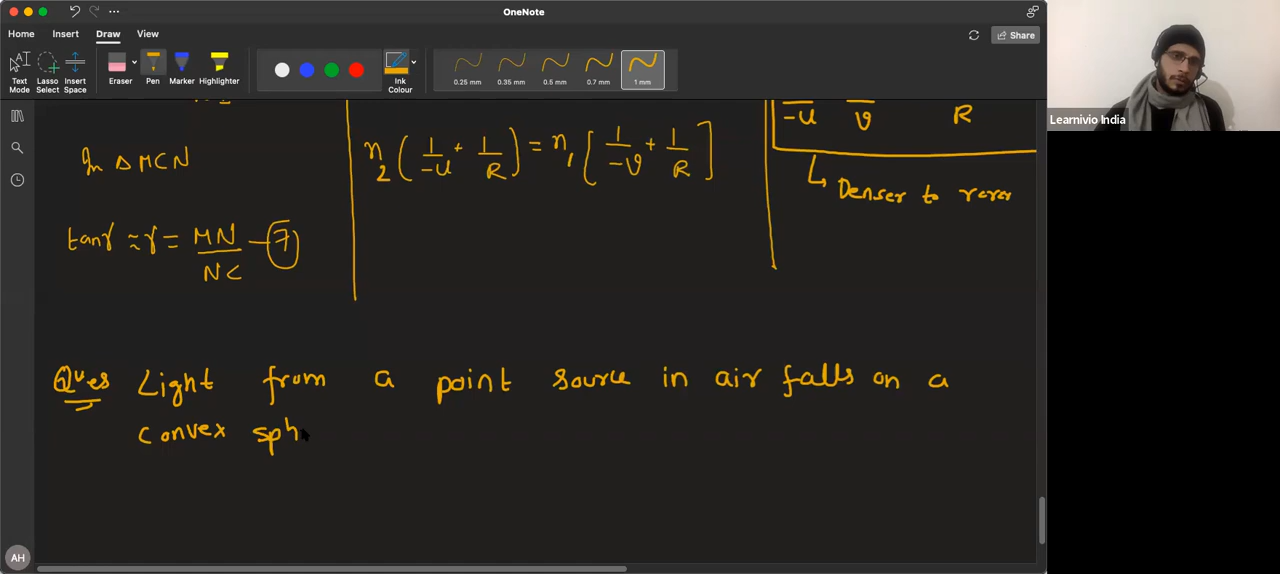 OneNote
Home Insert Draw View
Share
Text Mode
Lasso Select
Insert Space
Eraser
Pen
Marker
Highlighter
Ink Colour
0.25 mm
0.35 mm
0.5 mm
0.7 mm
1 mm
Learnivio India
In Δ MCN
tanγ ≈ γ = MN/NC — 7
n₂ ( 1/-u + 1/R ) = n₁ [ 1/-v + 1/R ]
-u v R
↳ Denser to rarer
Ques Light from a point source in air falls on a
convex sph
AH